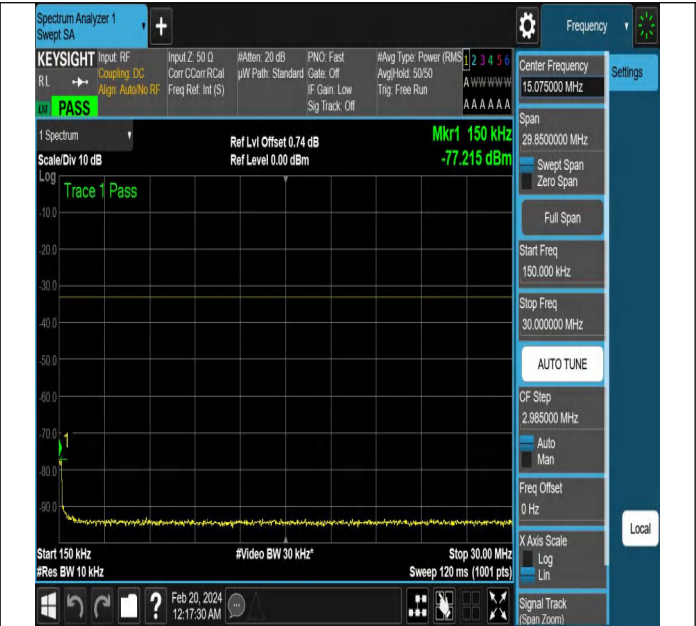 Spectrum Analyzer 1
Swept SA
Frequency
KEYSIGHT
RL
PASS
Input: RF
Coupling: DC
Align: Auto/No RF
Input Z: 50 Ω
Corr CCorr RCal
Freq Ref: Int (S)
#Atten: 20 dB
µW Path: Standard
PNO: Fast
Gate: Off
IF Gain: Low
Sig Track: Off
#Avg Type: Power (RMS
Avg|Hold: 50/50
Trig: Free Run
1 2 3 4 5 6
A W W W W W
A A A A A A
1 Spectrum
Scale/Div 10 dB
Ref Lvl Offset 0.74 dB
Ref Level 0.00 dBm
Mkr1 150 kHz
-77.215 dBm
Log
Trace 1 Pass
-10.0
-20.0
-30.0
-40.0
-50.0
-60.0
-70.0
1
-80.0
-90.0
Start 150 kHz
#Res BW 10 kHz
#Video BW 30 kHz*
Stop 30.00 MHz
Sweep 120 ms (1001 pts)
Feb 20, 2024
12:17:30 AM
Center Frequency
15.075000 MHz
Settings
Span
29.8500000 MHz
Swept Span
Zero Span
Full Span
Start Freq
150.000 kHz
Stop Freq
30.000000 MHz
AUTO TUNE
CF Step
2.985000 MHz
Auto
Man
Freq Offset
0 Hz
X Axis Scale
Log
Lin
Signal Track
(Span Zoom)
Local